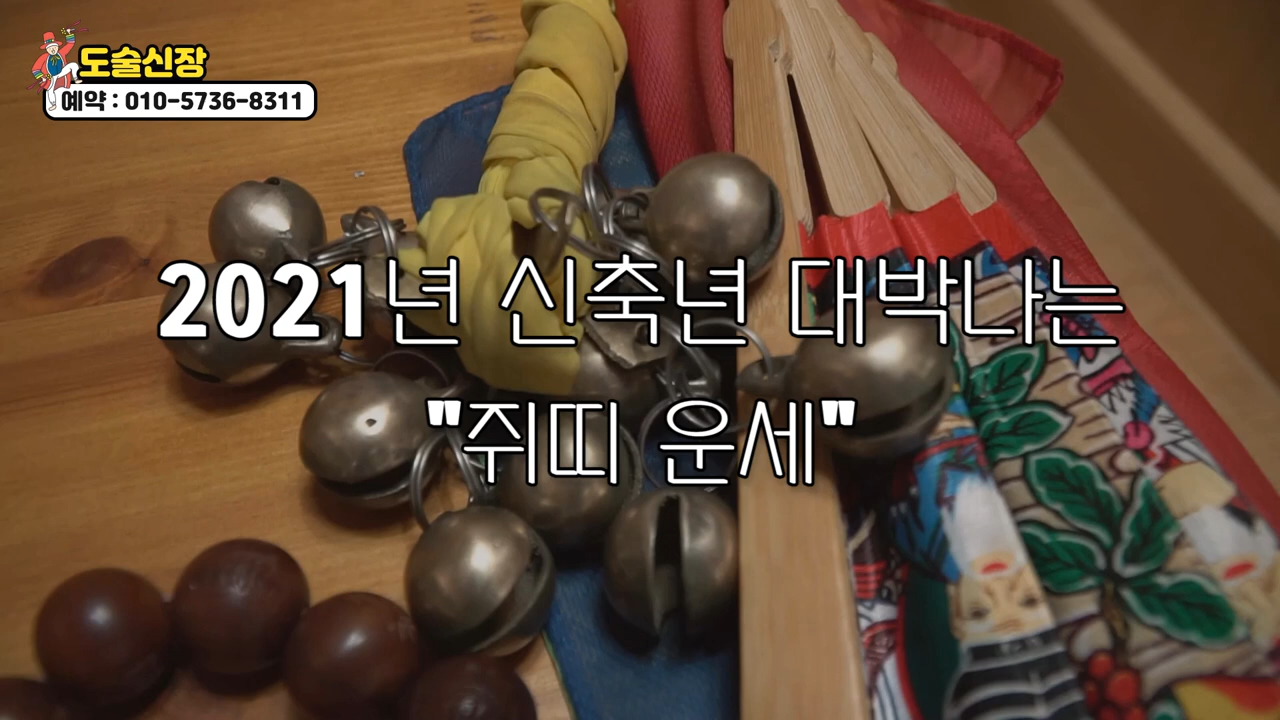 도술신장
예약 : 010-5736-8311
2021년 신축년 대박나는
"쥐띠 운세"